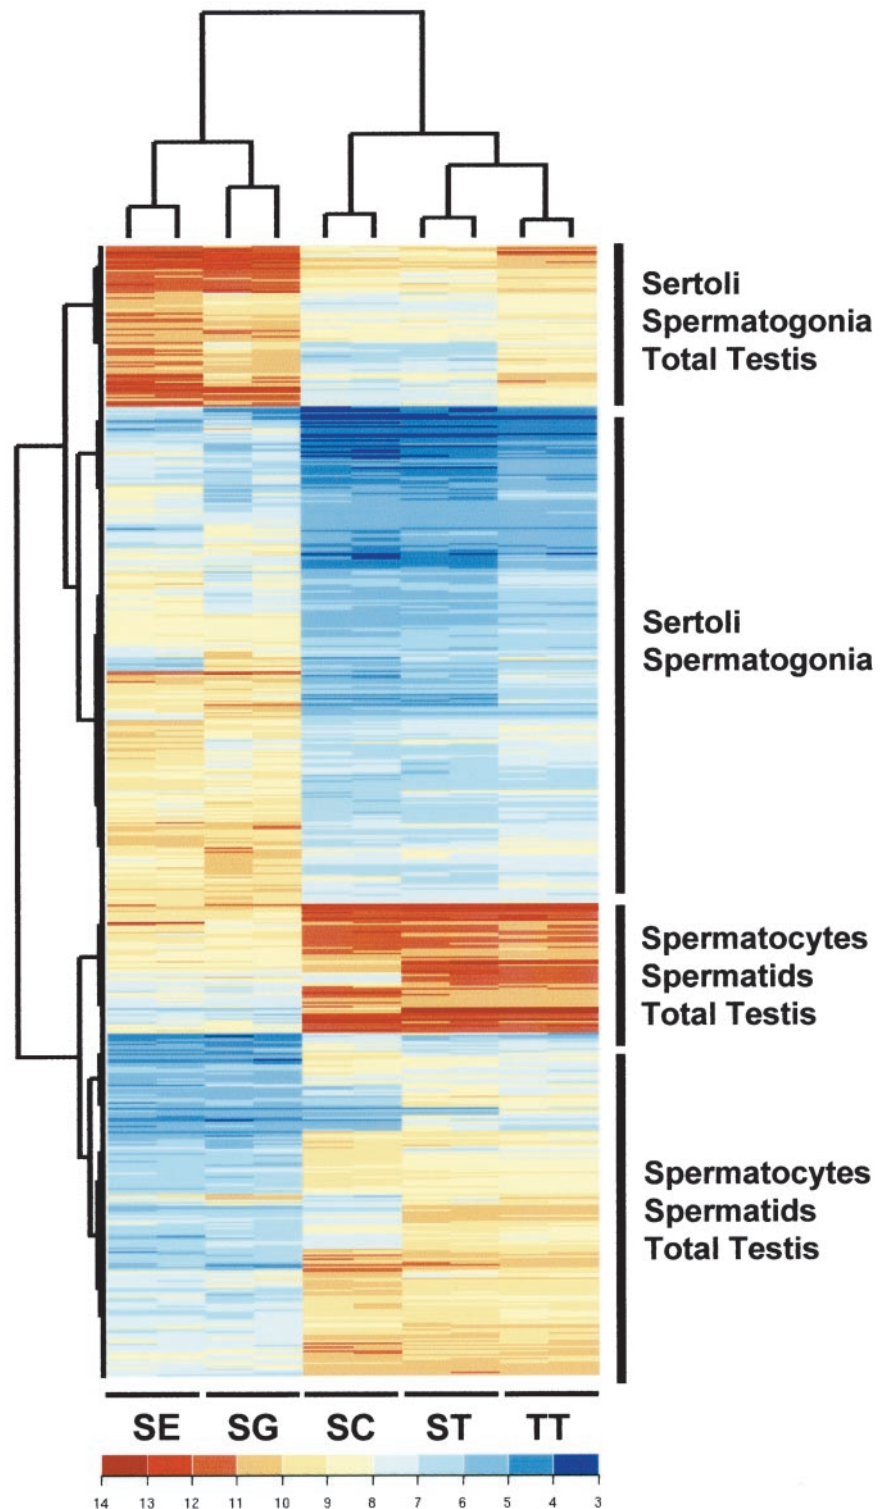 Sertoli
Spermatogonia
Total Testis
Sertoli
Spermatogonia
Spermatocytes
Spermatids
Total Testis
Spermatocytes
Spermatids
Total Testis
SE SG SC ST TT
14 13 12 11 10 9 8 7 6 5 4 3